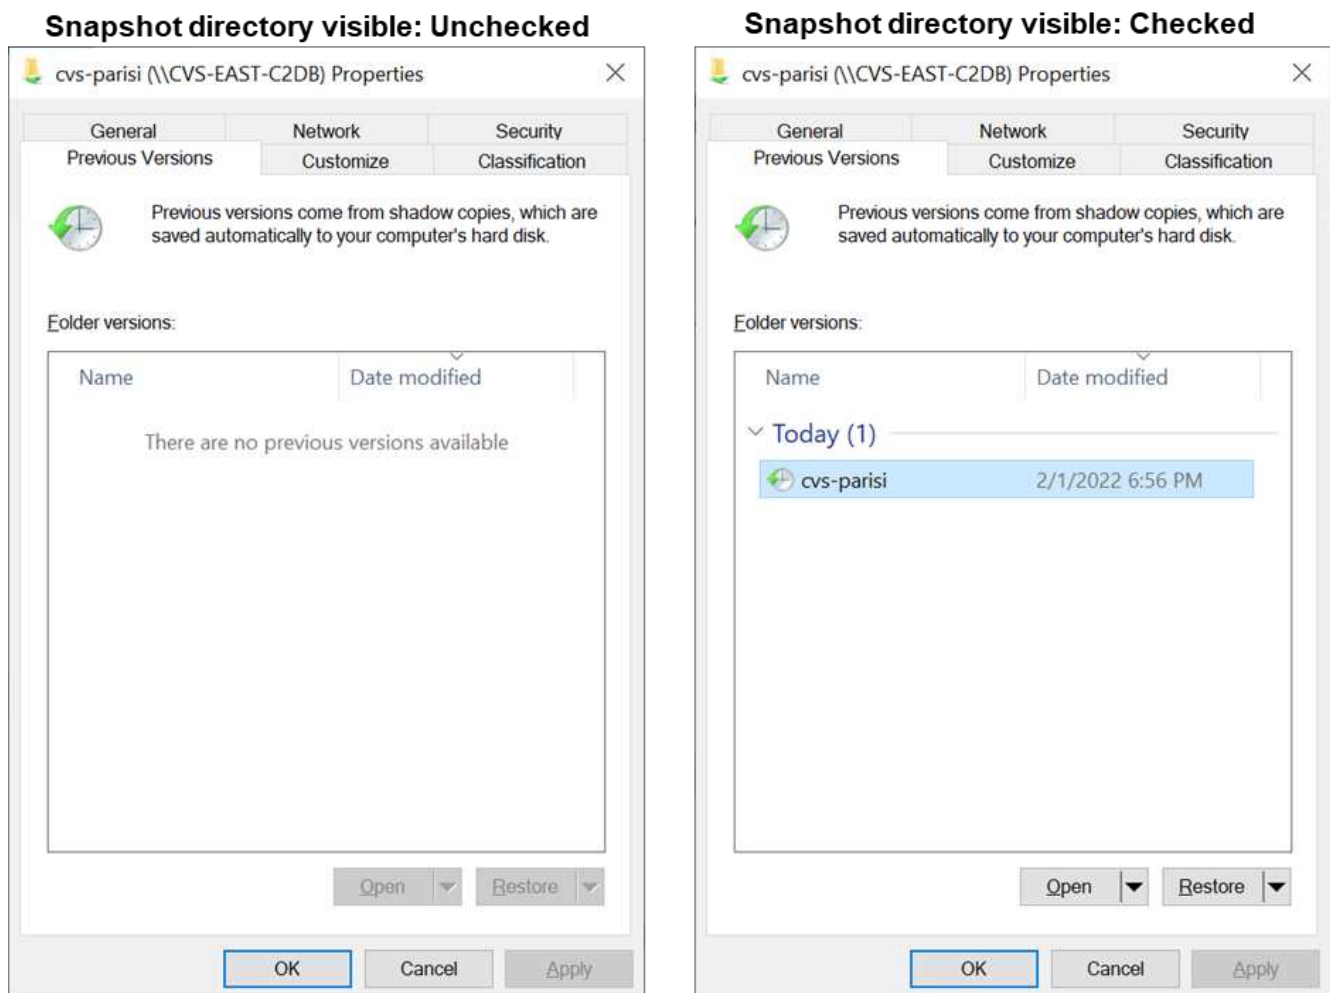 Snapshot directory visible: Unchecked
cvs-parisi (\\CVS-EAST-C2DB) Properties
General Network Security
Previous Versions Customize Classification
Previous versions come from shadow copies, which are
saved automatically to your computer's hard disk.
Folder versions:
Name Date modified
There are no previous versions available
Open Restore
OK Cancel Apply
Snapshot directory visible: Checked
cvs-parisi (\\CVS-EAST-C2DB) Properties
General Network Security
Previous Versions Customize Classification
Previous versions come from shadow copies, which are
saved automatically to your computer's hard disk.
Folder versions:
Name Date modified
Today (1)
cvs-parisi 2/1/2022 6:56 PM
Open Restore
OK Cancel Apply